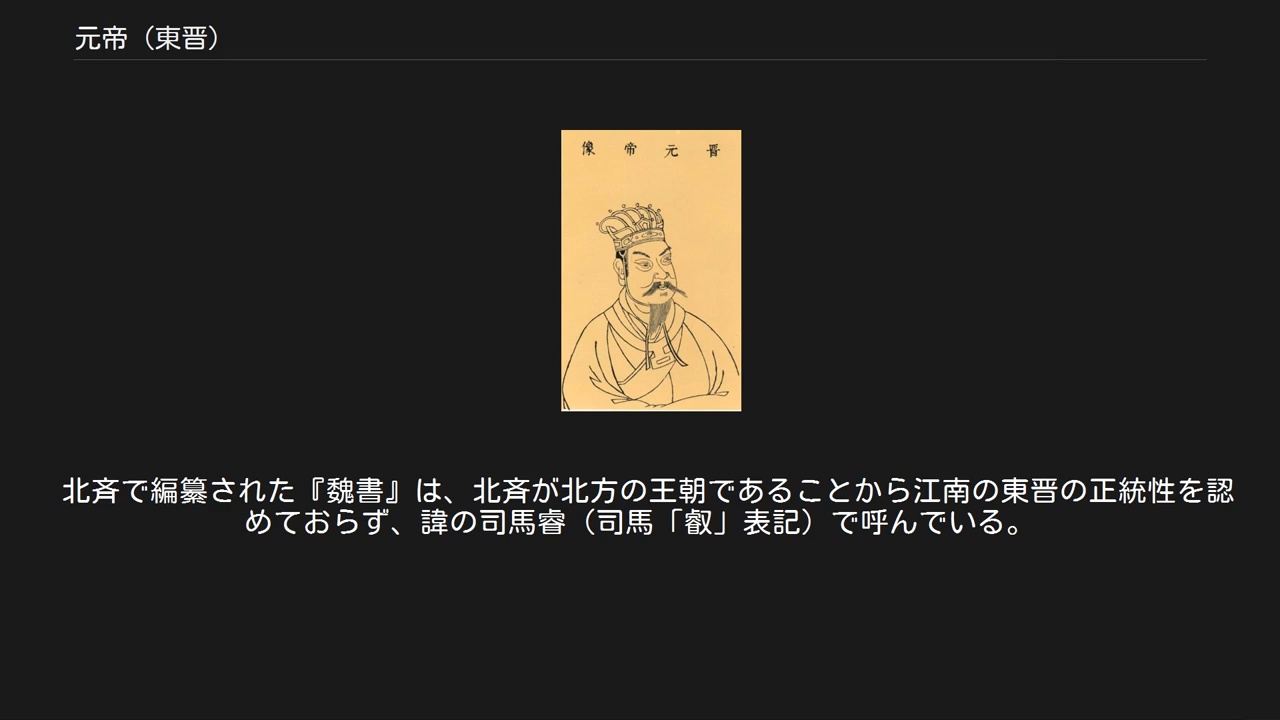 元帝（東晋）
像帝元晋
北斉で編纂された『魏書』は、北斉が北方の王朝であることから江南の東晋の正統性を認
めておらず、諱の司馬睿（司馬「叡」表記）で呼んでいる。